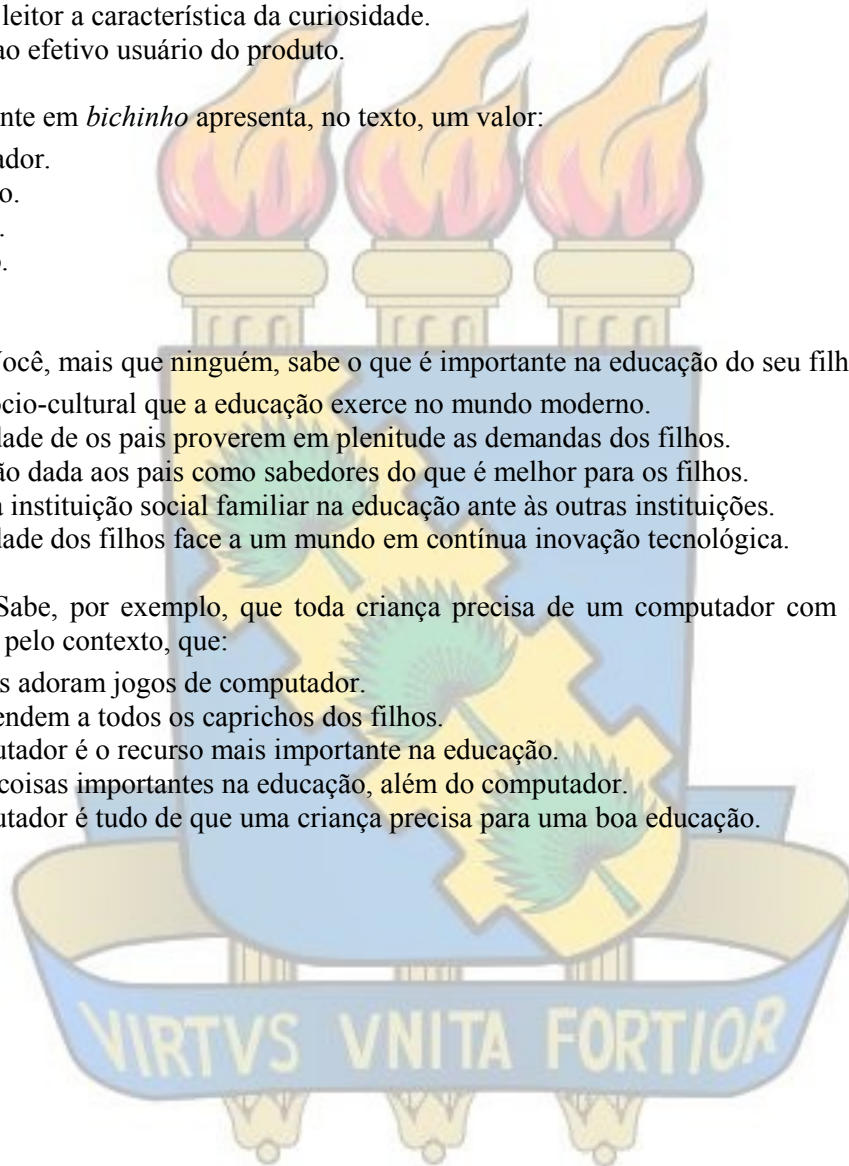 leitor a característica da curiosidade.
ao efetivo usuário do produto.
nte em bichinho apresenta, no texto, um valor:
ador.
o.
.
o.
Você, mais que ninguém, sabe o que é importante na educação do seu filh
ócio-cultural que a educação exerce no mundo moderno.
dade de os pais proverem em plenitude as demandas dos filhos.
ão dada aos pais como sabedores do que é melhor para os filhos.
a instituição social familiar na educação ante às outras instituições.
dade dos filhos face a um mundo em contínua inovação tecnológica.
Sabe, por exemplo, que toda criança precisa de um computador com
pelo contexto, que:
s adoram jogos de computador.
endem a todos os caprichos dos filhos.
utador é o recurso mais importante na educação.
coisas importantes na educação, além do computador.
utador é tudo de que uma criança precisa para uma boa educação.
VIRTVS VNITA FORTIOR